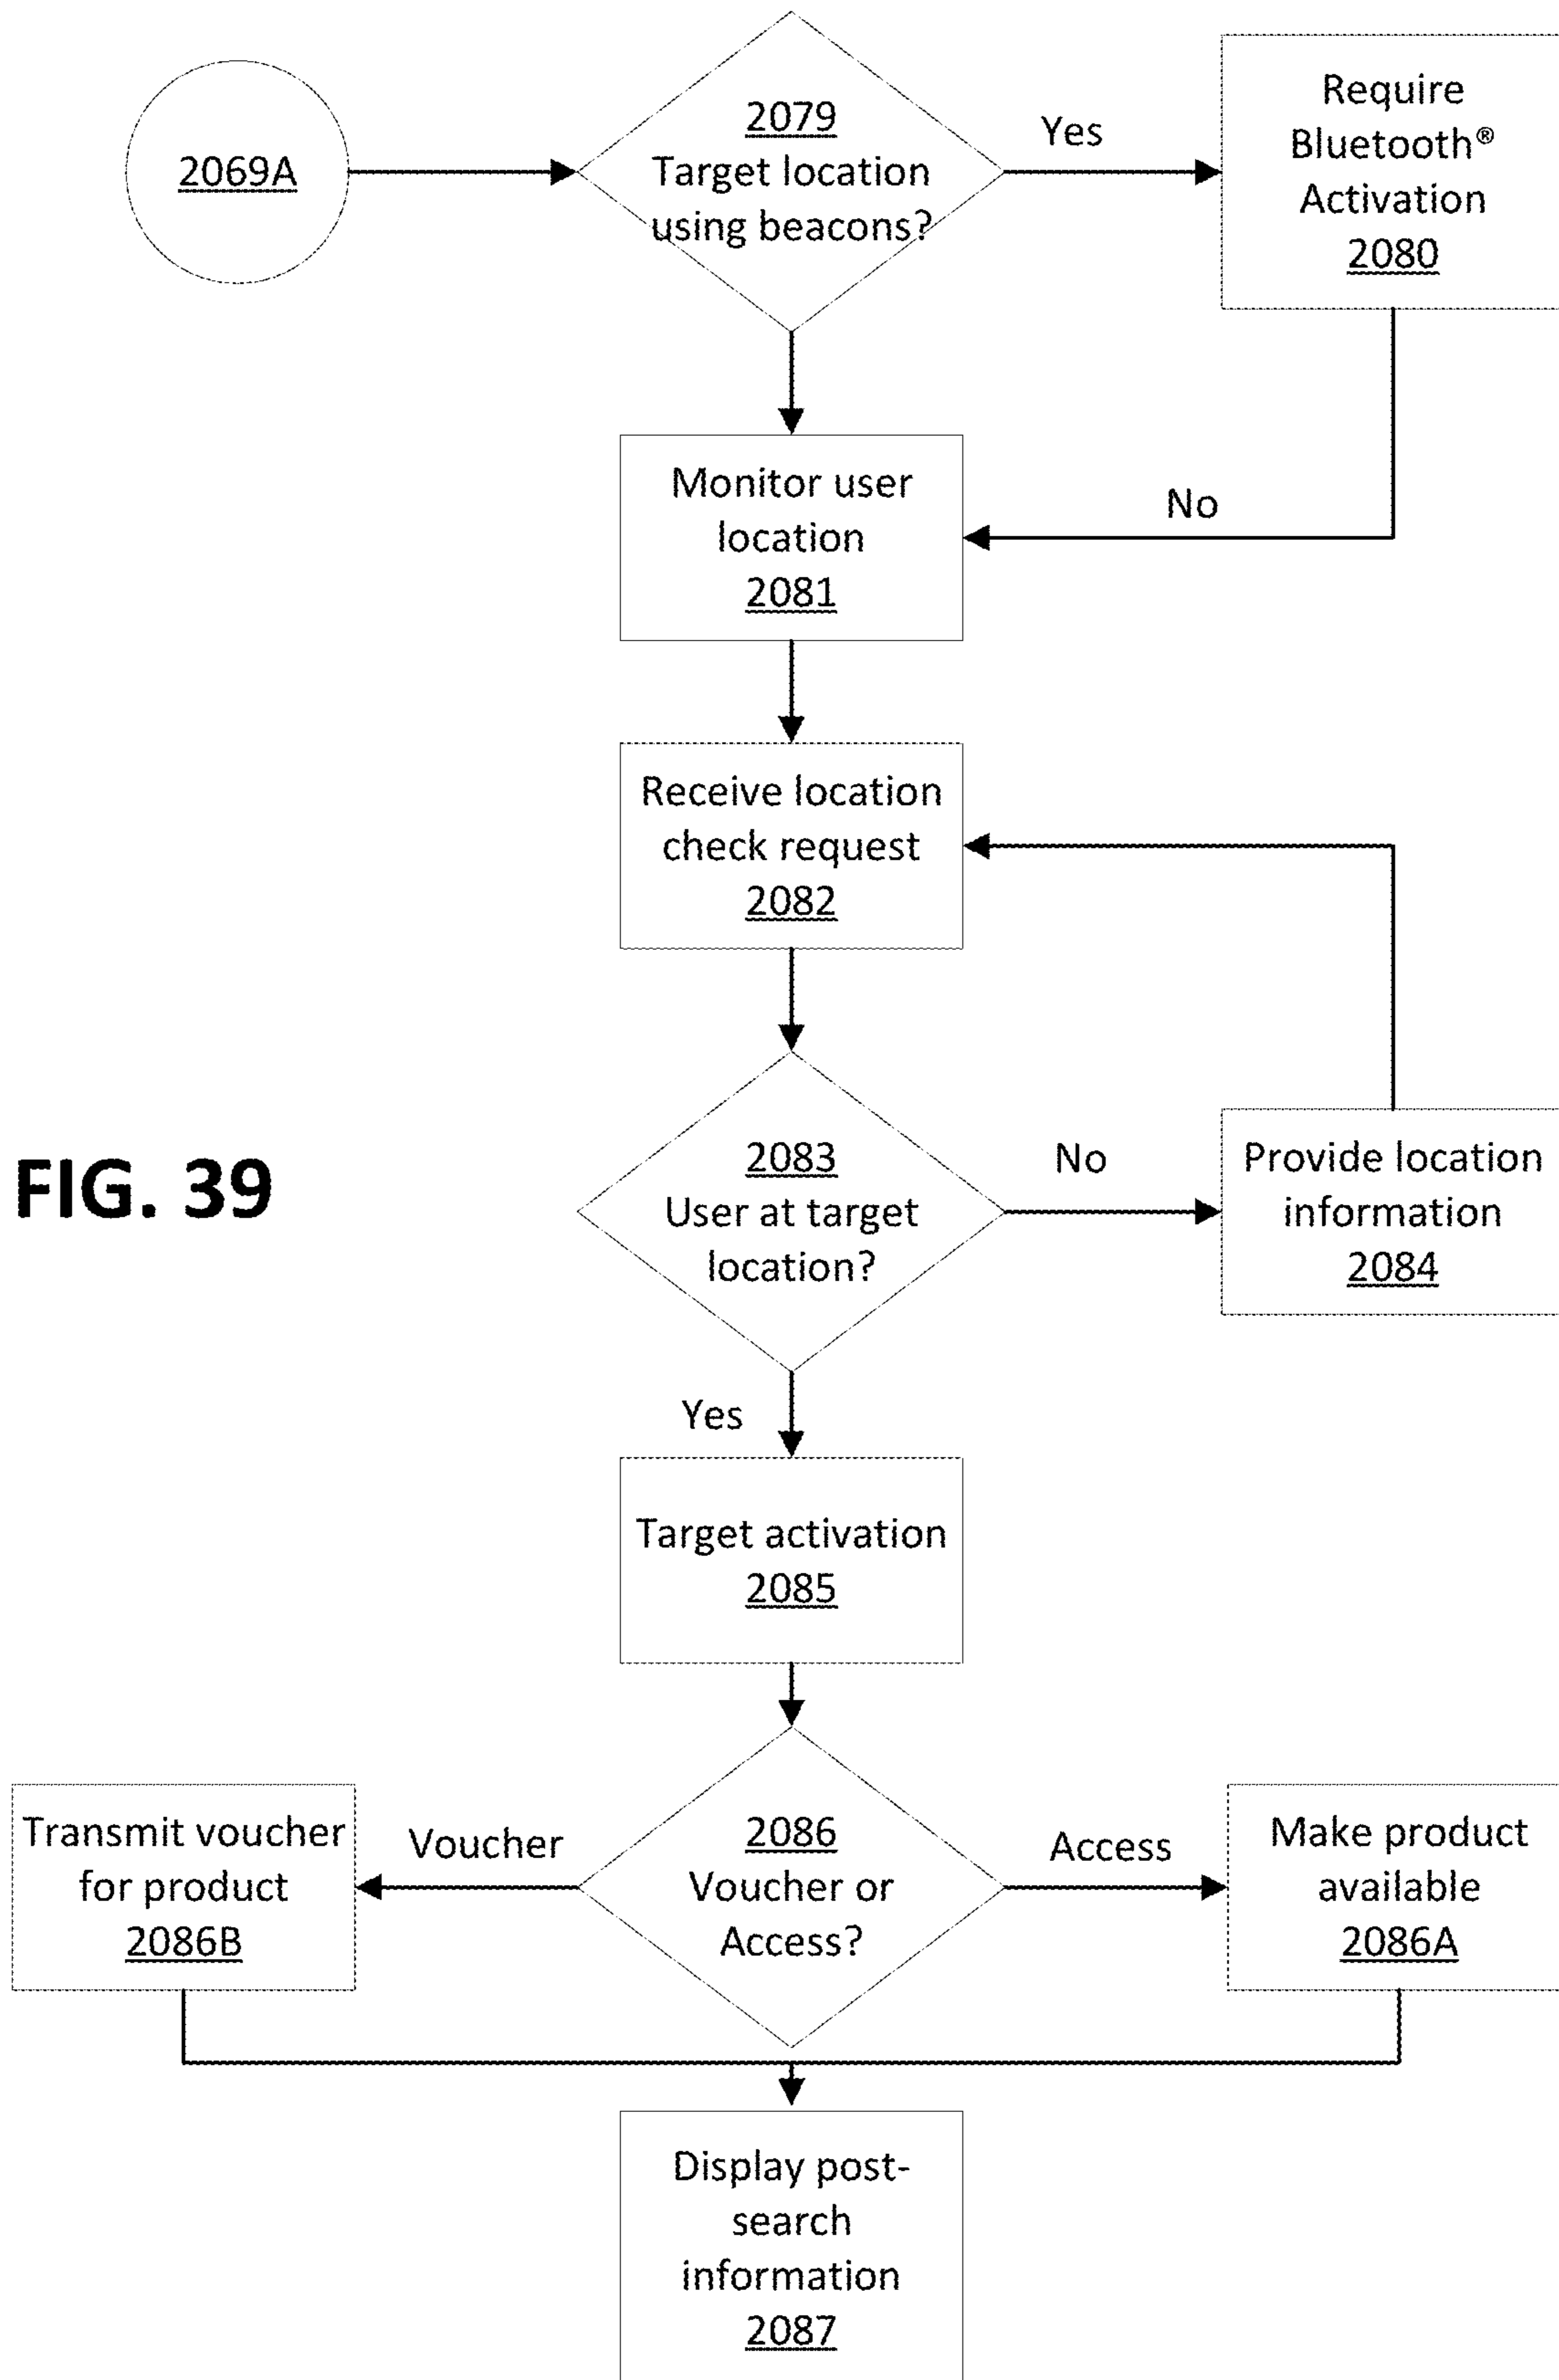 2069A
2079
Target location
using beacons?
Yes
Require
Bluetooth®
Activation
2080
Monitor user
location
2081
No
Receive location
check request
2082
FIG. 39
2083
User at target
location?
No
Provide location
information
2084
Yes
Target activation
2085
Transmit voucher
for product
2086B
Voucher
2086
Voucher or
Access?
Access
Make product
available
2086A
Display post-
search
information
2087